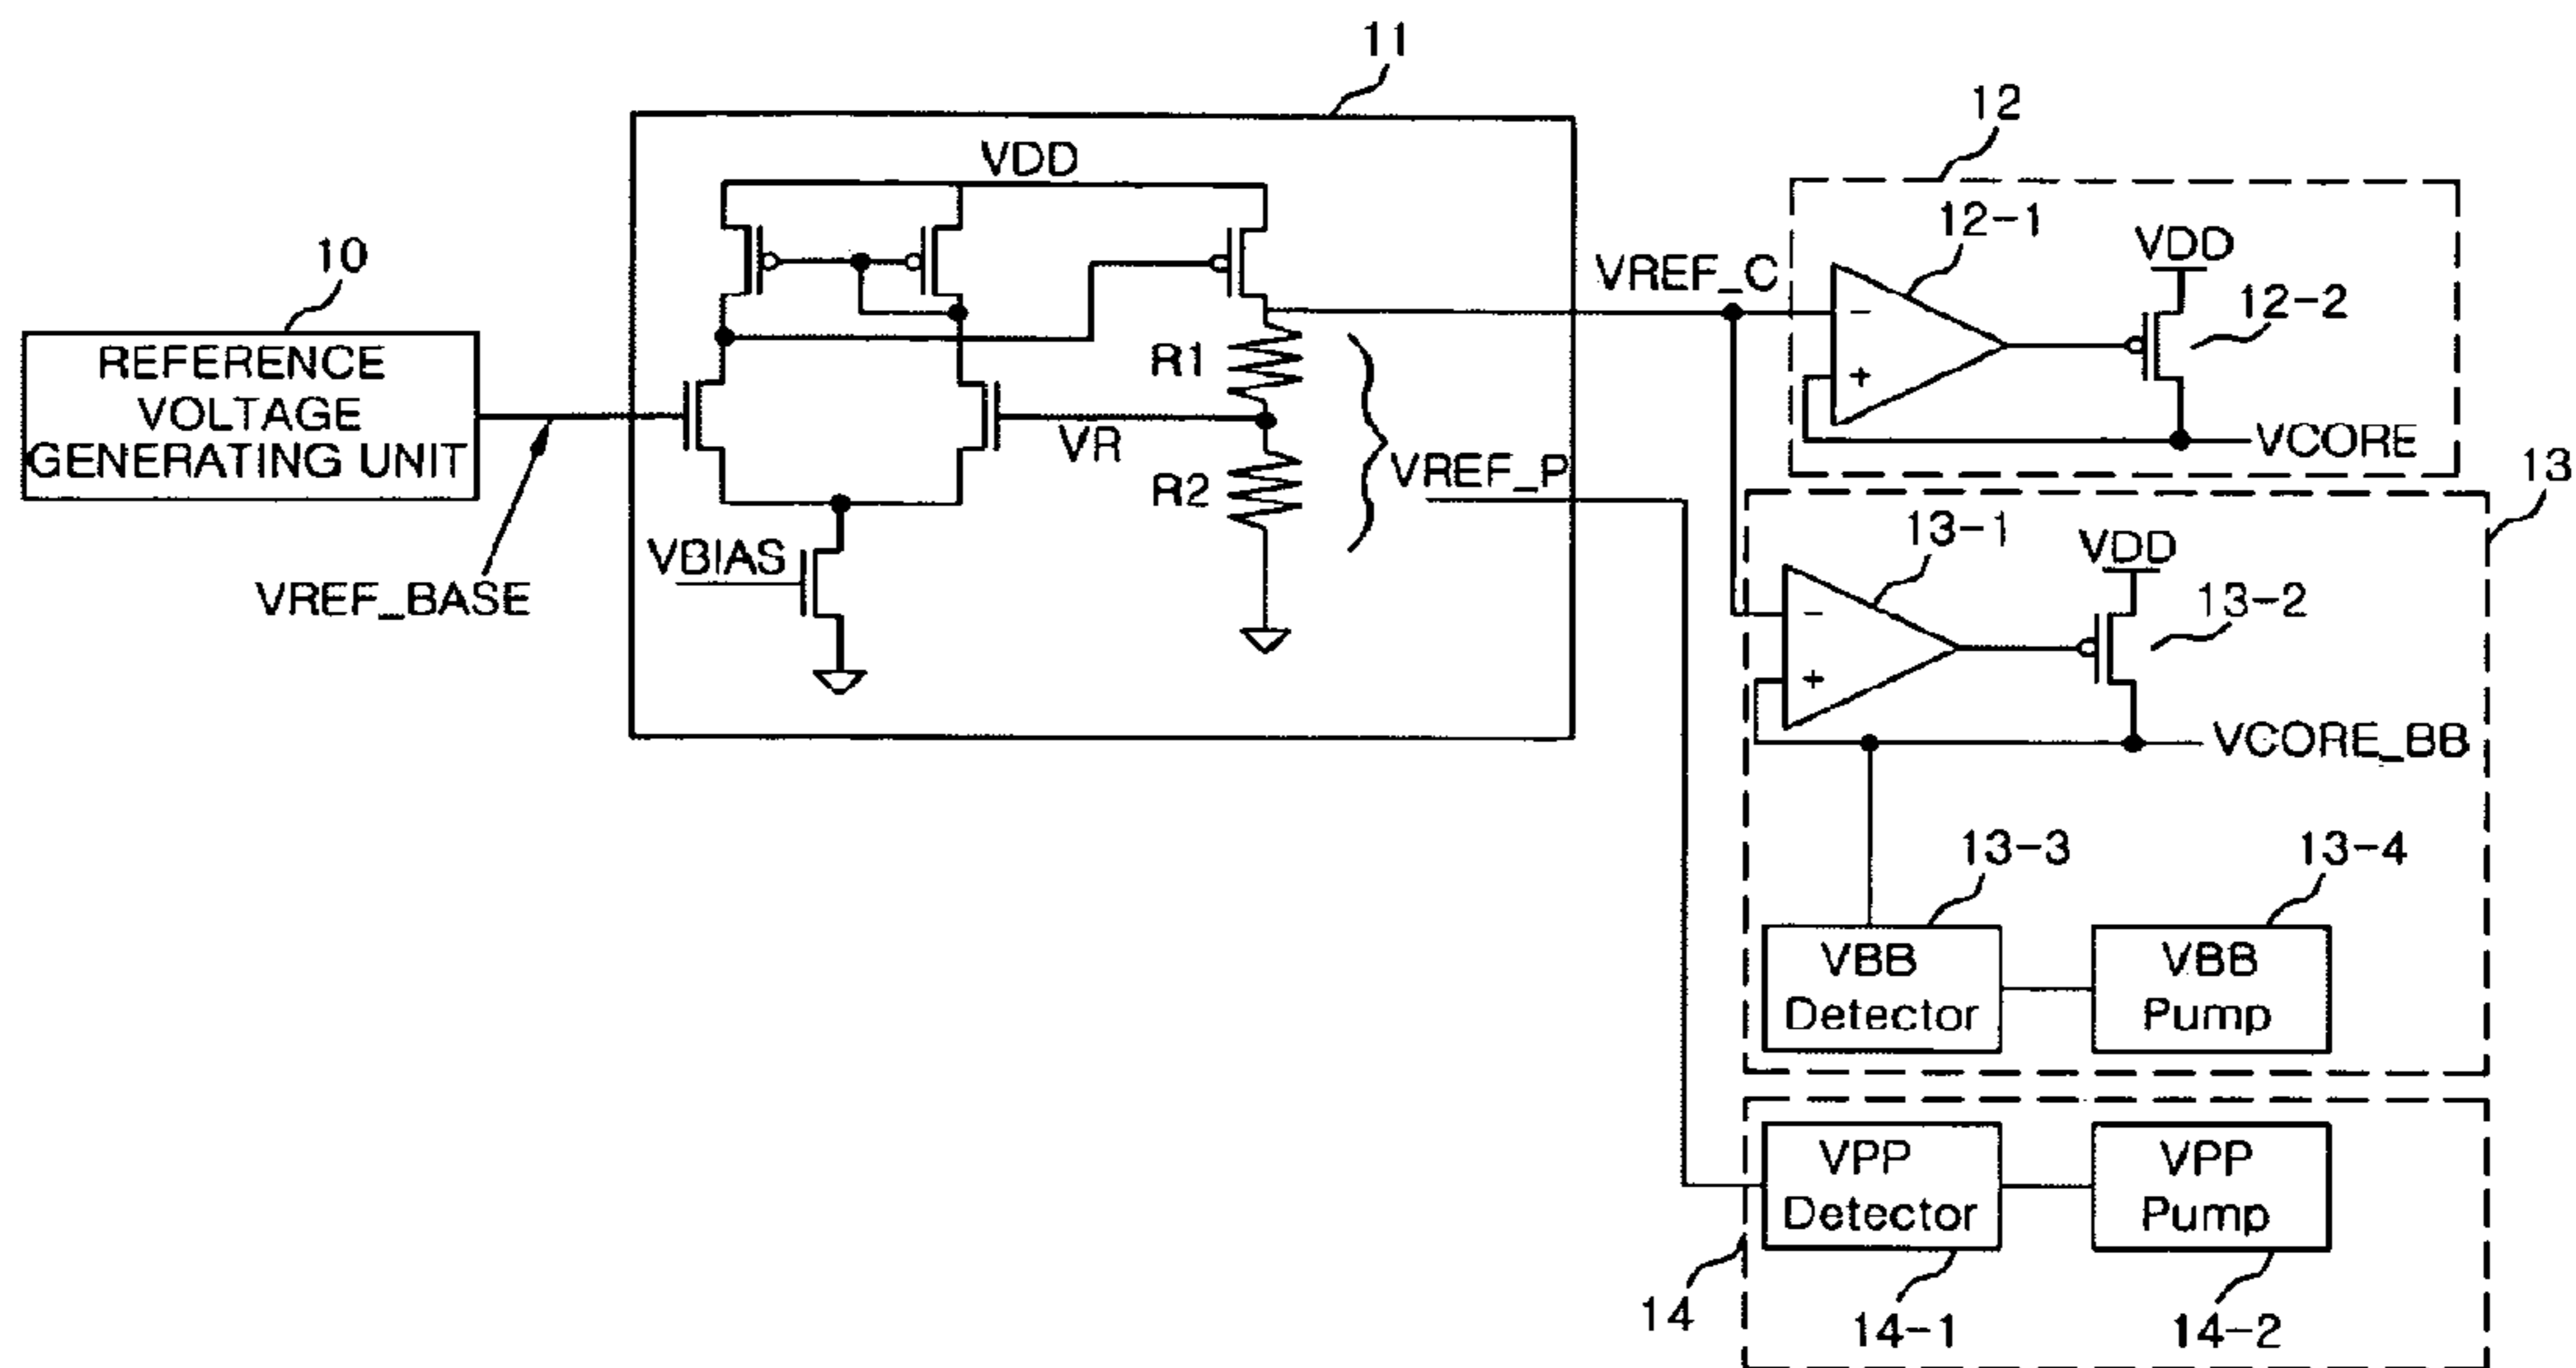 11
VDD
12
12-1
VDD
12-2
10
REFERENCE
VOLTAGE
GENERATING UNIT
VREF_BASE
VREF_C
−
+
VCORE
R1
VR
R2
VREF_P
VBIAS
13
13-1
VDD
13-2
−
+
VCORE_BB
13-3
13-4
VBB
Detector
VBB
Pump
VPP
Detector
VPP
Pump
14
14-1
14-2